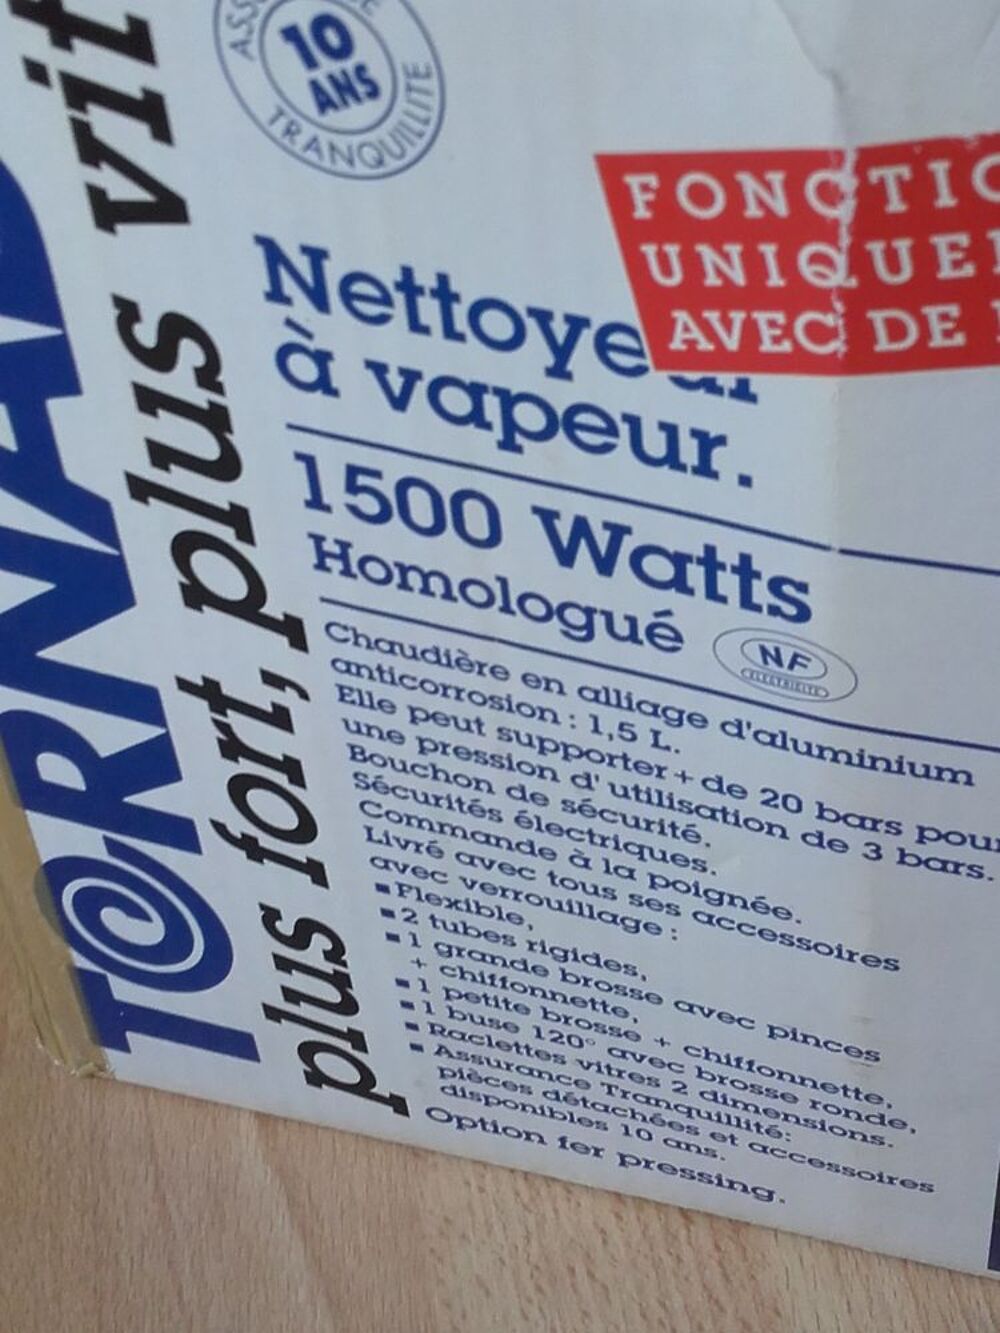 10
ANS
TRANQUILLITE
FONCTIO
UNIQUE
AVEC DE
TORNAD
plus fort, plus vit
Nettoyeur
à vapeur.
1500 Watts
Homologué
NF
ELECTRICITE
Chaudière en alliage d'aluminium
anticorrosion : 1,5 L.
Elle peut supporter + de 20 bars pour
une pression d'utilisation de 3 bars.
Bouchon de sécurité.
Sécurités électriques.
Commande à la poignée.
Livré avec tous ses accessoires
avec verrouillage :
▪ Flexible,
▪ 2 tubes rigides,
▪ 1 grande brosse avec pinces
+ chiffonnette,
▪ 1 petite brosse + chiffonnette,
▪ 1 buse 120° avec brosse ronde,
▪ Raclettes vitres 2 dimensions.
▪ Assurance Tranquillité:
pièces détachées et accessoires
disponibles 10 ans.
Option fer pressing.